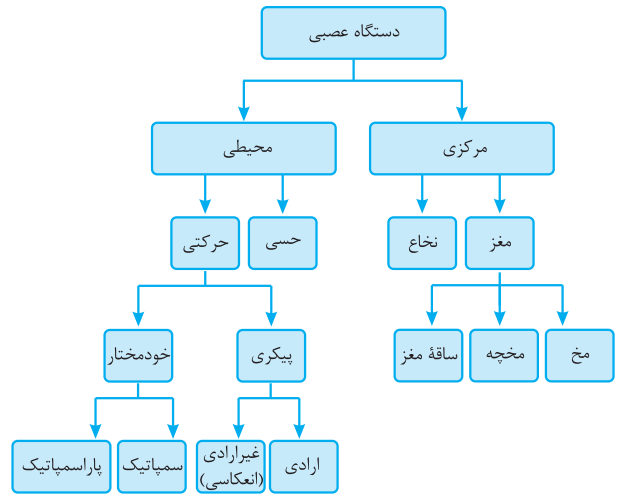 دستگاه عصبی
مرکزی
محیطی
مغز
نخاع
حسی
حرکتی
مخ
مخچه
ساقهٔ مغز
پیکری
خودمختار
ارادی
غیرارادی
(انعکاسی)
سمپاتیک
پاراسمپاتیک